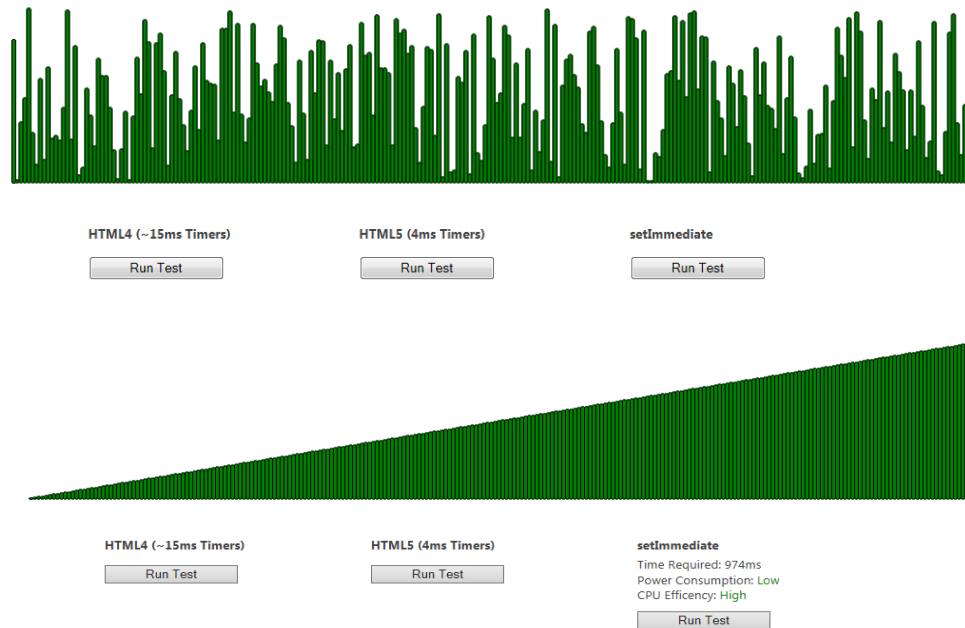 HTML4 (~15ms Timers) HTML5 (4ms Timers) setImmediate
Run Test Run Test Run Test
HTML4 (~15ms Timers) HTML5 (4ms Timers) setImmediate
Time Required: 974ms
Power Consumption: Low
CPU Efficency: High
Run Test Run Test
Run Test